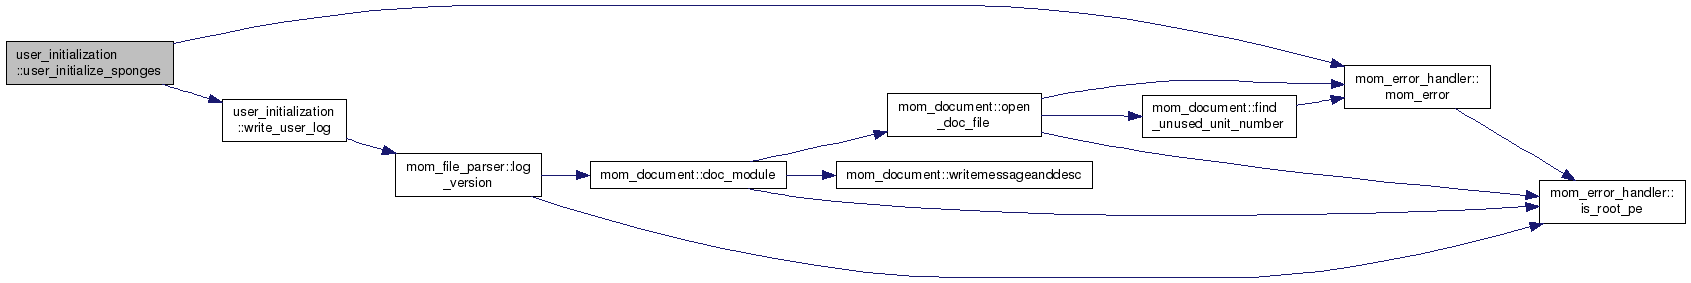 user_initialization
::user_initialize_sponges
user_initialization
::write_user_log
mom_file_parser::log
_version
mom_document::doc_module
mom_document::open
_doc_file
mom_document::writemessageanddesc
mom_document::find
_unused_unit_number
mom_error_handler::
mom_error
mom_error_handler::
is_root_pe